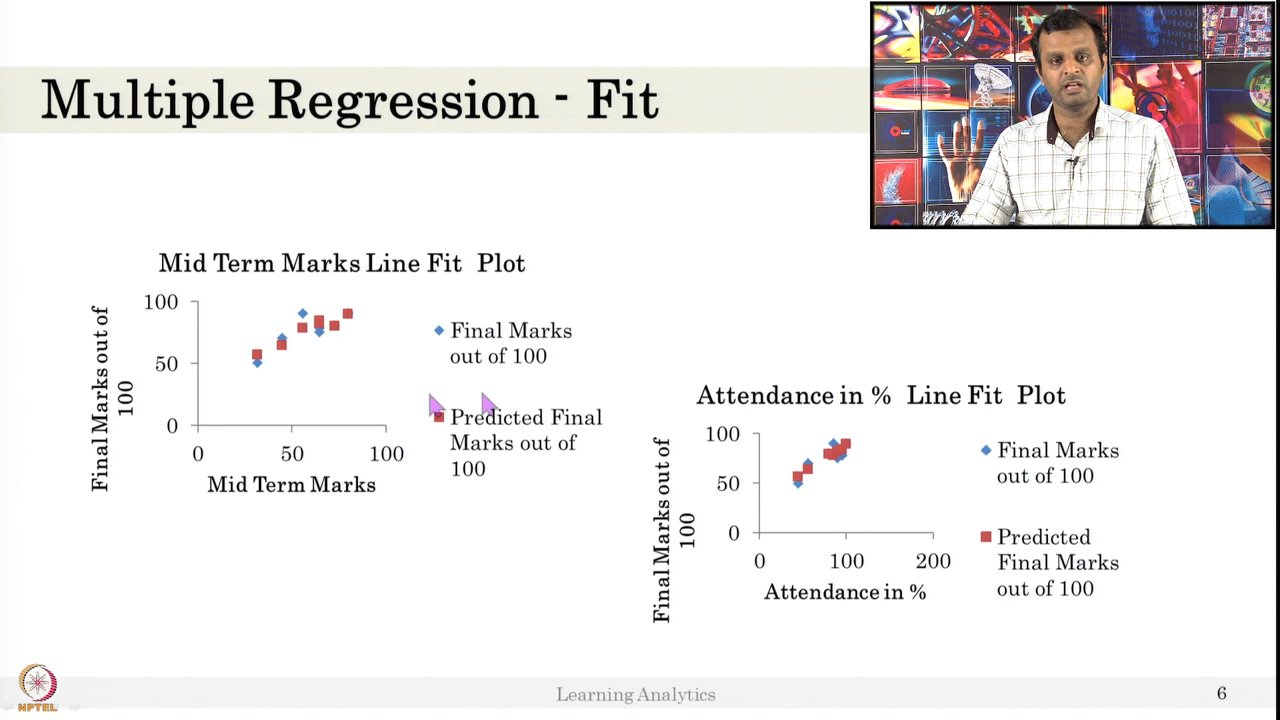 Multiple Regression - Fit
Mid Term Marks Line Fit Plot
Final Marks out of
100
100
50
0
0 50 100
Mid Term Marks
Final Marks
out of 100
Predicted Final
Marks out of
100
Attendance in % Line Fit Plot
Final Marks out of
100
100
50
0
0 100 200
Attendance in %
Final Marks
out of 100
Predicted
Final Marks
out of 100
NPTEL
Learning Analytics
6